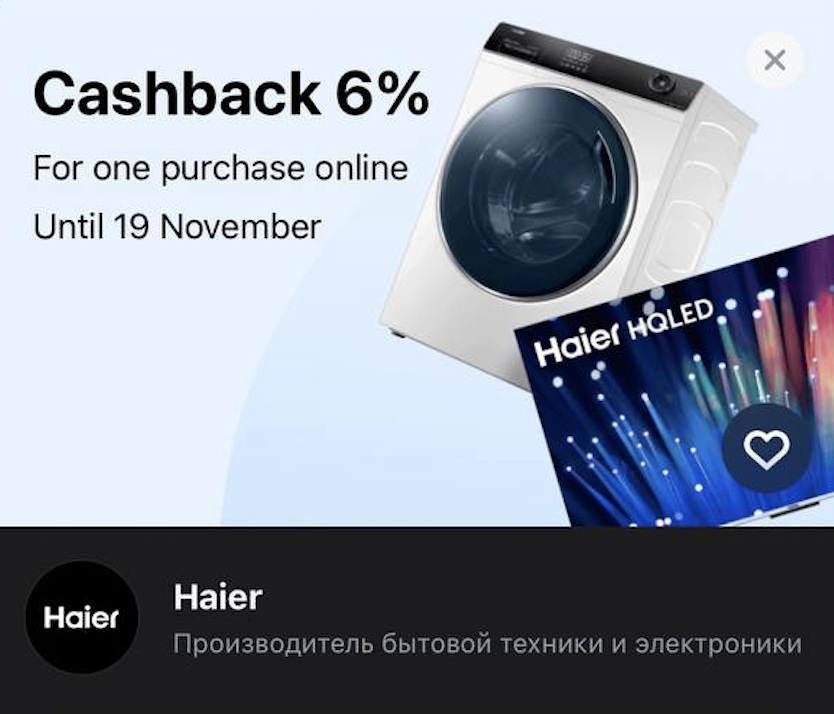 Cashback 6%
For one purchase online
Until 19 November
Haier HQLED
Haier
Haier
Производитель бытовой техники и электроники